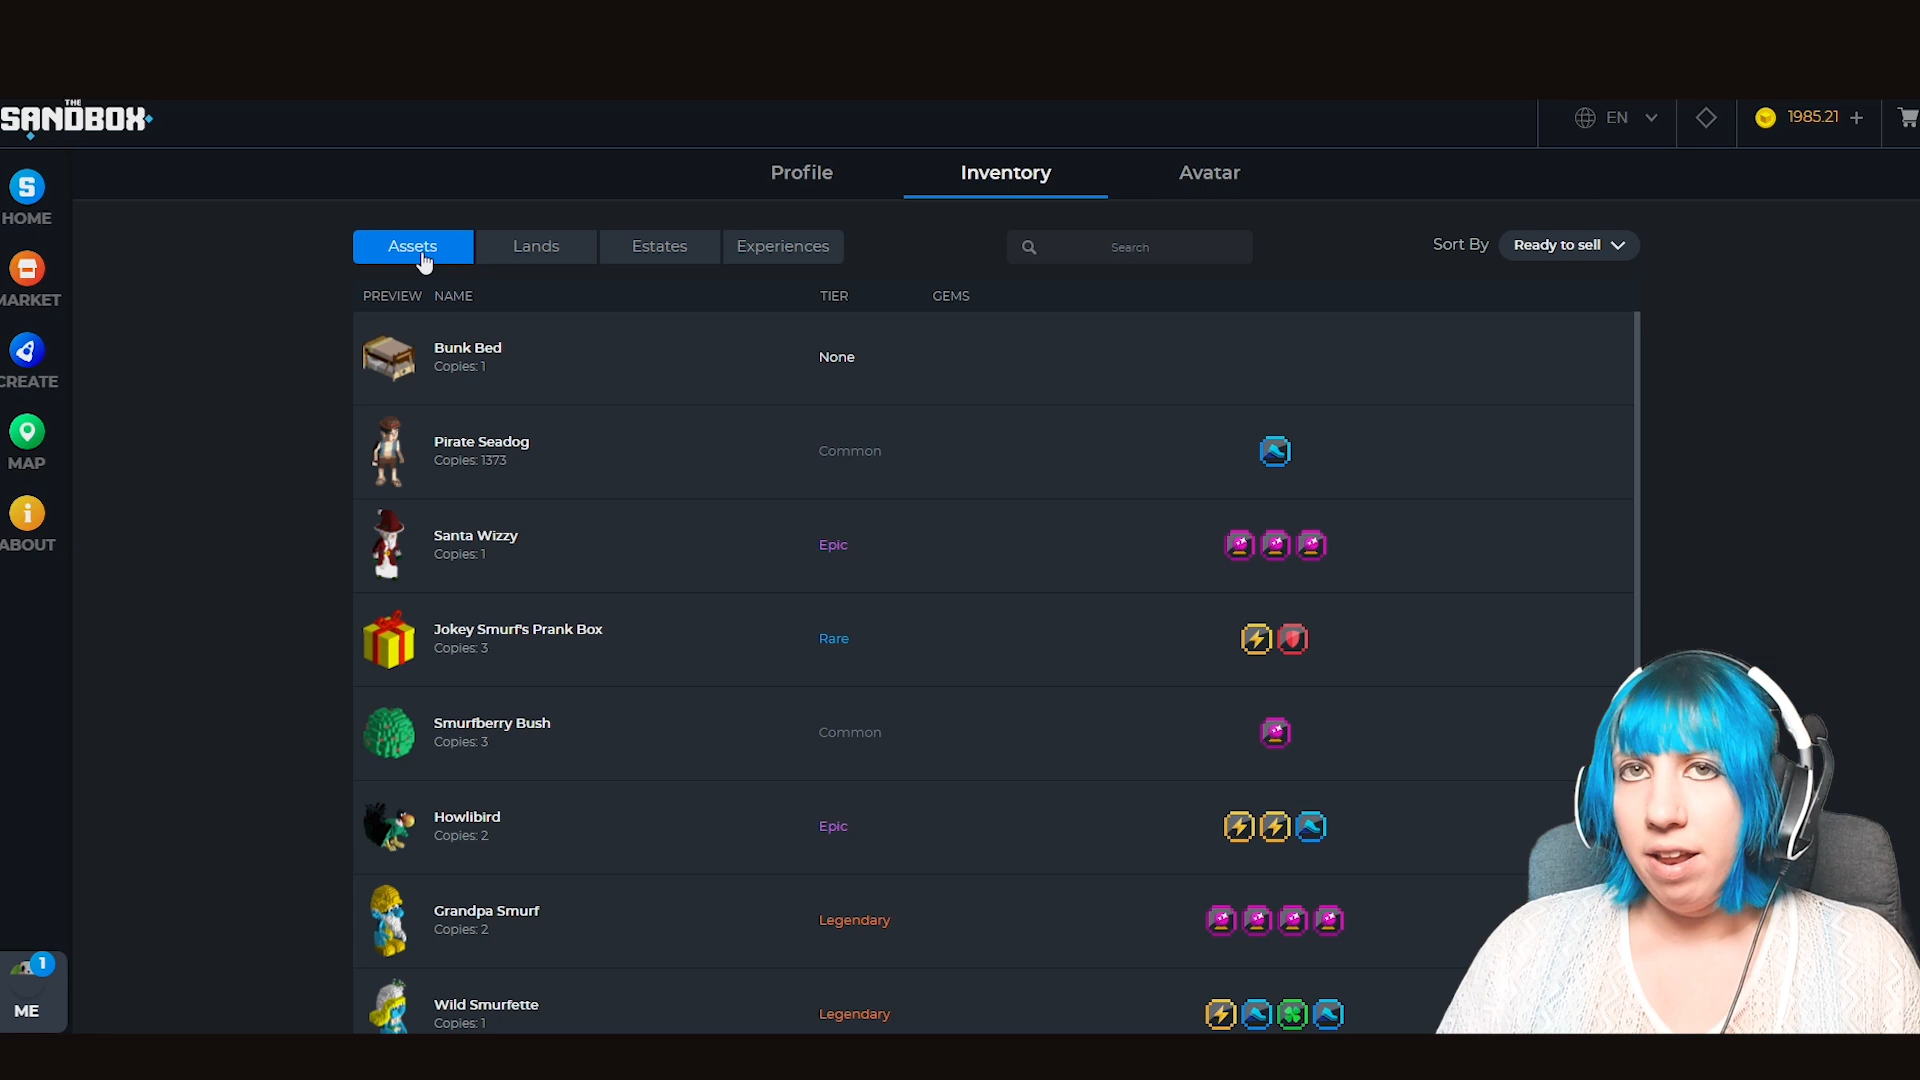 THE
SANDBOX
EN
1985.21 +
Profile
Inventory
Avatar
HOME
MARKET
CREATE
MAP
ABOUT
1
ME
Assets
Lands
Estates
Experiences
Search
Sort By
Ready to sell
PREVIEW NAME TIER GEMS
Bunk Bed
Copies: 1
None
Pirate Seadog
Copies: 1373
Common
Santa Wizzy
Copies: 1
Epic
Jokey Smurf's Prank Box
Copies: 3
Rare
Smurfberry Bush
Copies: 3
Common
Howlibird
Copies: 2
Epic
Grandpa Smurf
Copies: 2
Legendary
Wild Smurfette
Copies: 1
Legendary